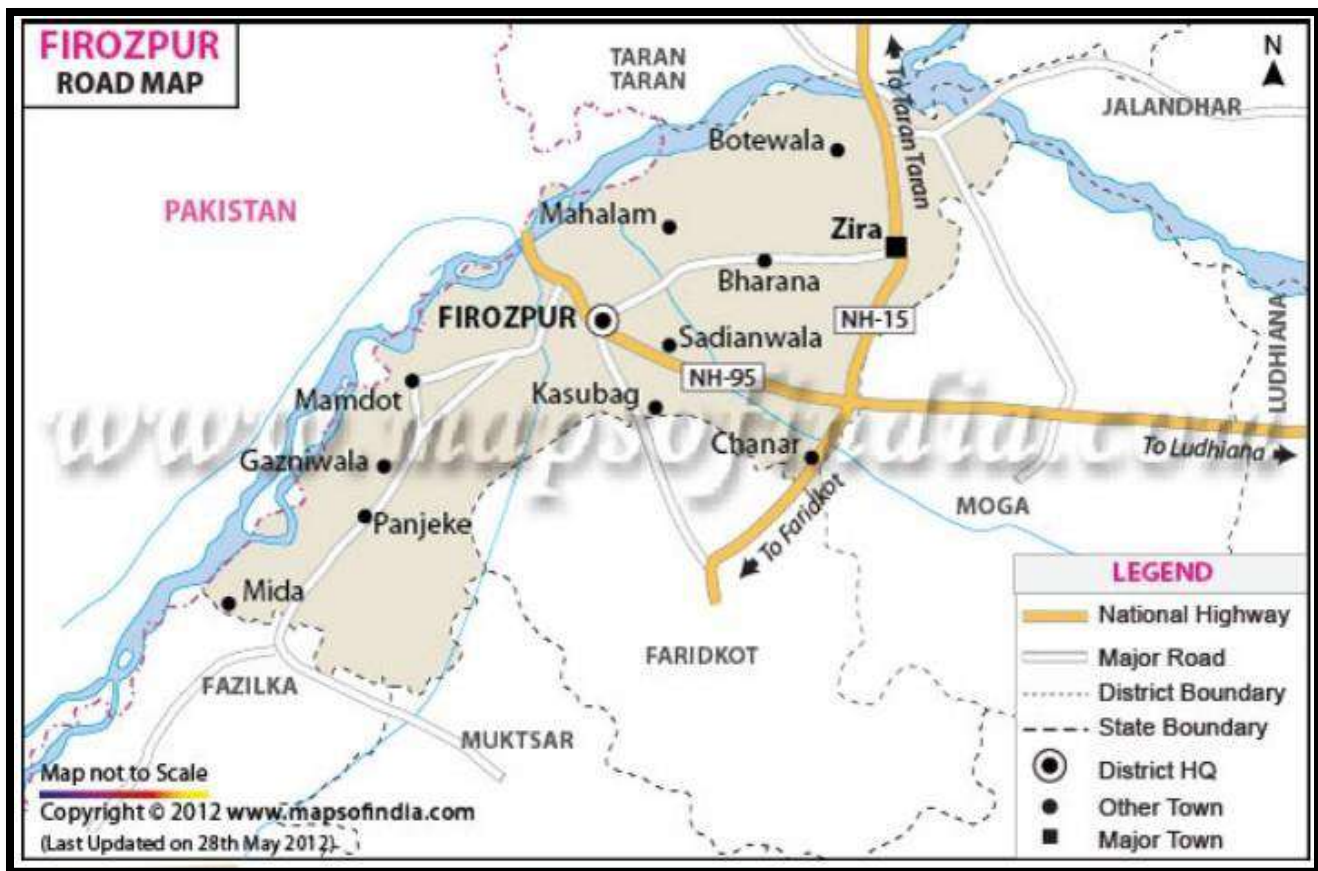 FIROZPUR
ROAD MAP
TARAN
TARAN
N
JALANDHAR
To Taran Taran
Botewala
PAKISTAN
Mahalam
Zira
Bharana
FIROZPUR
NH-15
Sadianwala
LUDHIANA
NH-95
Kasubag
Mamdot
www.mapsofindia.com
Chanar
To Ludhiana
Gazniwala
To Faridkot
MOGA
Panjeke
Mida
FARIDKOT
FAZILKA
MUKTSAR
LEGEND
National Highway
Major Road
District Boundary
State Boundary
District HQ
Other Town
Major Town
Map not to Scale
Copyright © 2012 www.mapsofindia.com
(Last Updated on 28th May 2012)